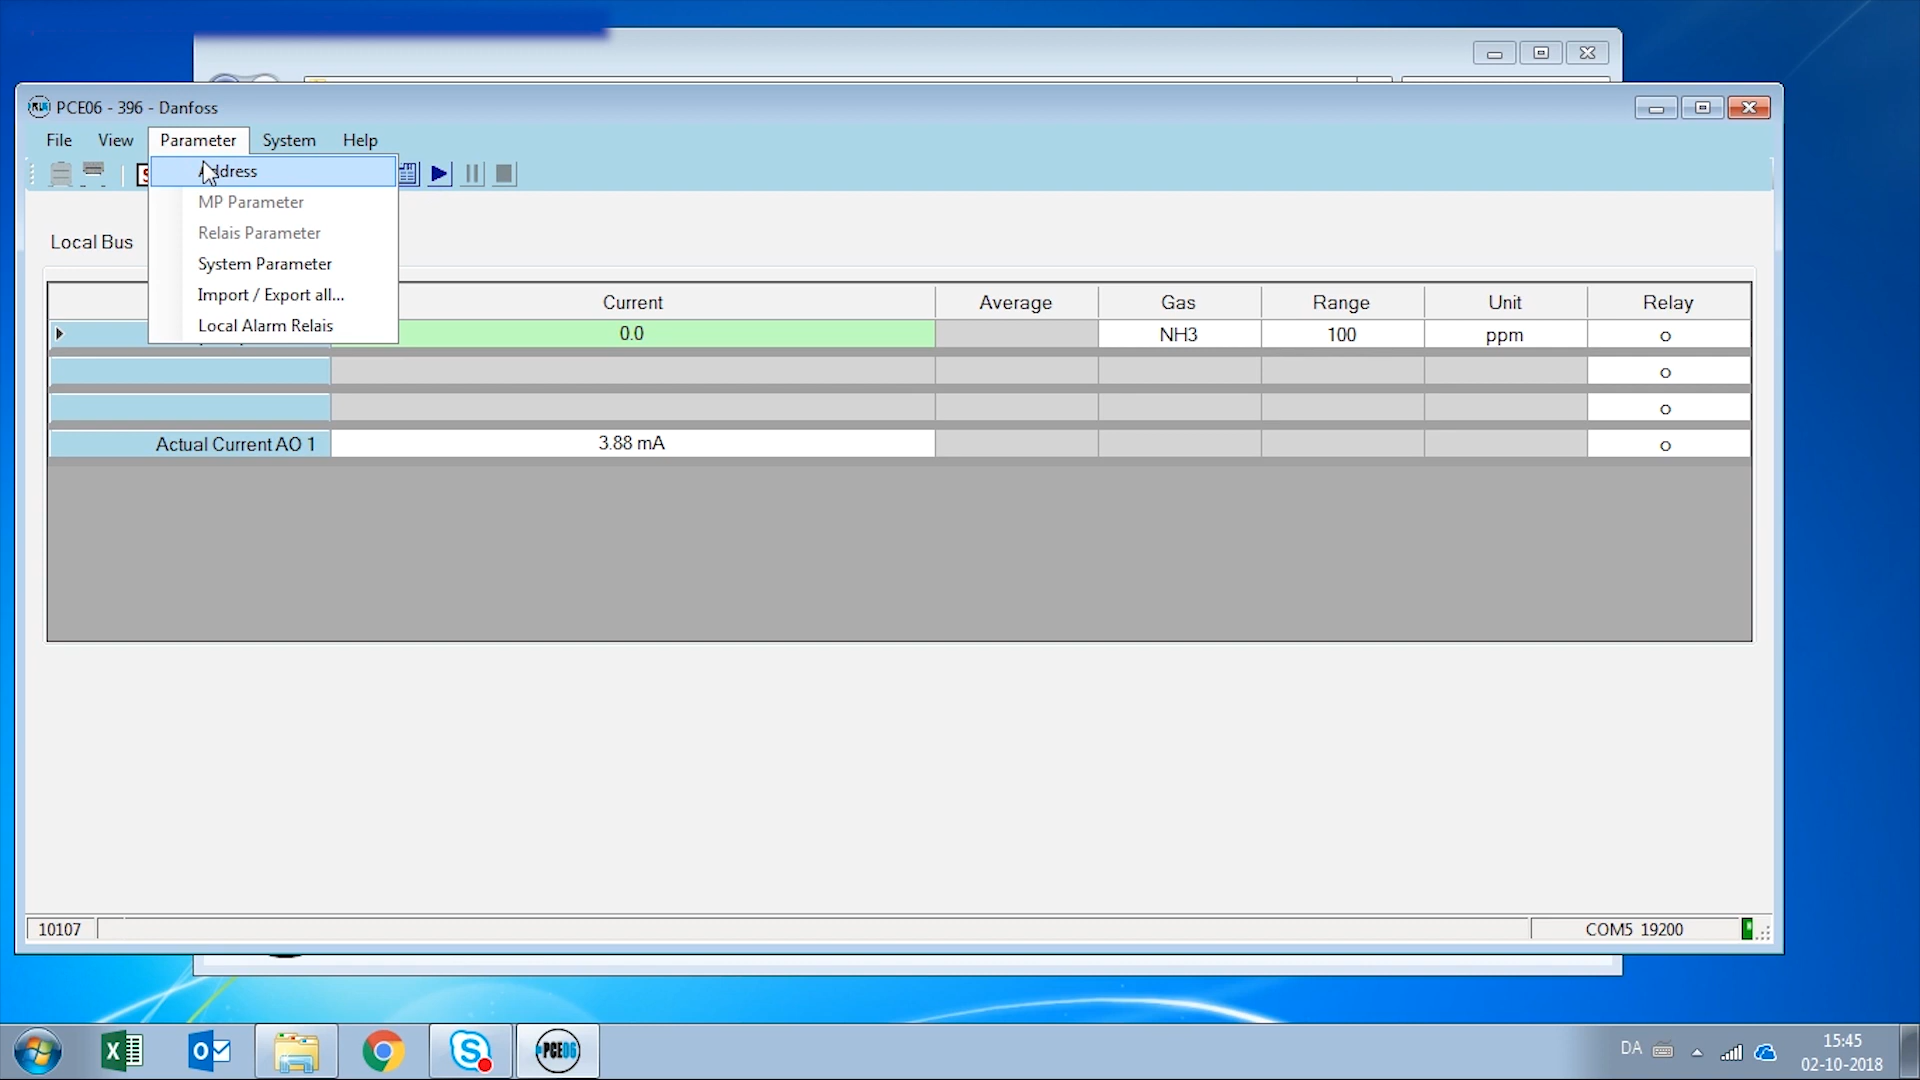 PCE06 - 396 - Danfoss
File View Parameter System Help
Address
MP Parameter
Relais Parameter
System Parameter
Import / Export all...
Local Alarm Relais
Local Bus
Current Average Gas Range Unit Relay
0.0 NH3 100 ppm o
o
o
Actual Current AO 1 3.88 mA o
10107 COM5 19200
PCE06
DA
15:45
02-10-2018